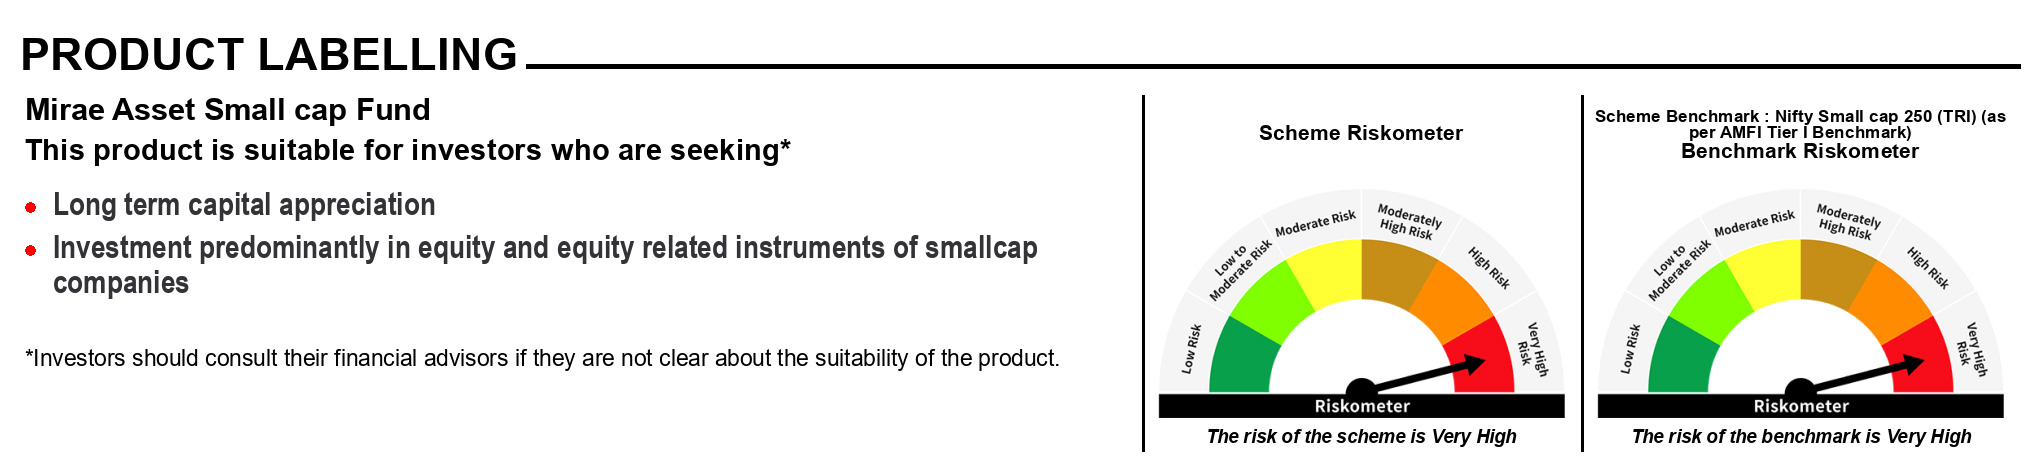 PRODUCT LABELLING
Mirae Asset Small cap Fund
This product is suitable for investors who are seeking*
Long term capital appreciation
Investment predominantly in equity and equity related instruments of smallcap
companies
*Investors should consult their financial advisors if they are not clear about the suitability of the product.
Scheme Riskometer
Low Risk
Low to
Moderate Risk
Moderate Risk
Moderately
High Risk
High Risk
Very High
Risk
Riskometer
The risk of the scheme is Very High
Scheme Benchmark : Nifty Small cap 250 (TRI) (as
per AMFI Tier I Benchmark)
Benchmark Riskometer
Low Risk
Low to
Moderate Risk
Moderate Risk
Moderately
High Risk
High Risk
Very High
Risk
Riskometer
The risk of the benchmark is Very High